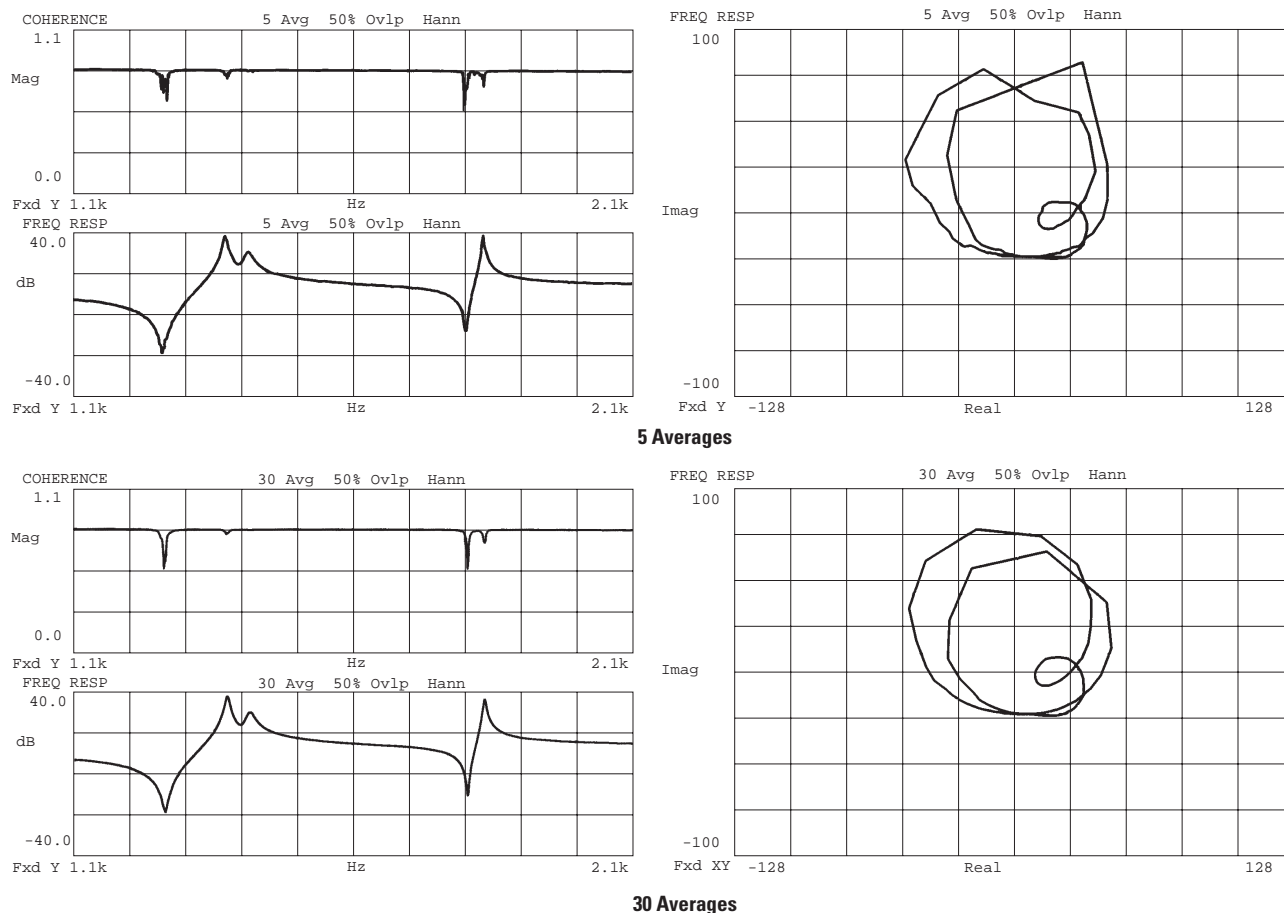 COHERENCE 5 Avg 50% Ovlp Hann
1.1
Mag
0.0
Fxd Y 1.1k Hz 2.1k
FREQ RESP 5 Avg 50% Ovlp Hann
40.0
dB
-40.0
Fxd Y 1.1k Hz 2.1k
FREQ RESP 5 Avg 50% Ovlp Hann
100
Imag
-100
Fxd Y -128 Real 128
5 Averages
COHERENCE 30 Avg 50% Ovlp Hann
1.1
Mag
0.0
Fxd Y 1.1k Hz 2.1k
FREQ RESP 30 Avg 50% Ovlp Hann
40.0
dB
-40.0
Fxd Y 1.1k Hz 2.1k
FREQ RESP 30 Avg 50% Ovlp Hann
100
Imag
-100
Fxd XY -128 Real 128
30 Averages